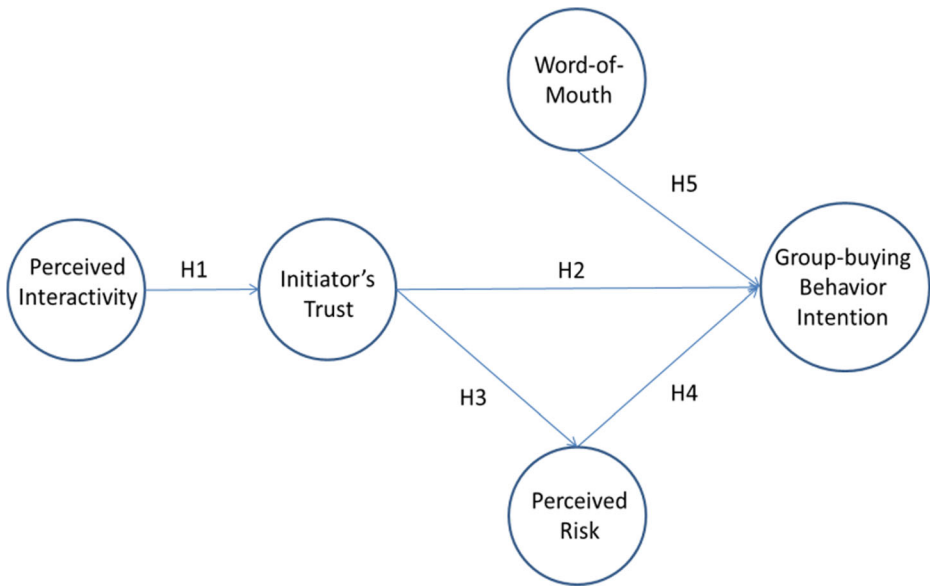 Word-of-
Mouth
H5
Perceived
Interactivity
H1
Initiator's
Trust
H2
Group-buying
Behavior
Intention
H3
H4
Perceived
Risk